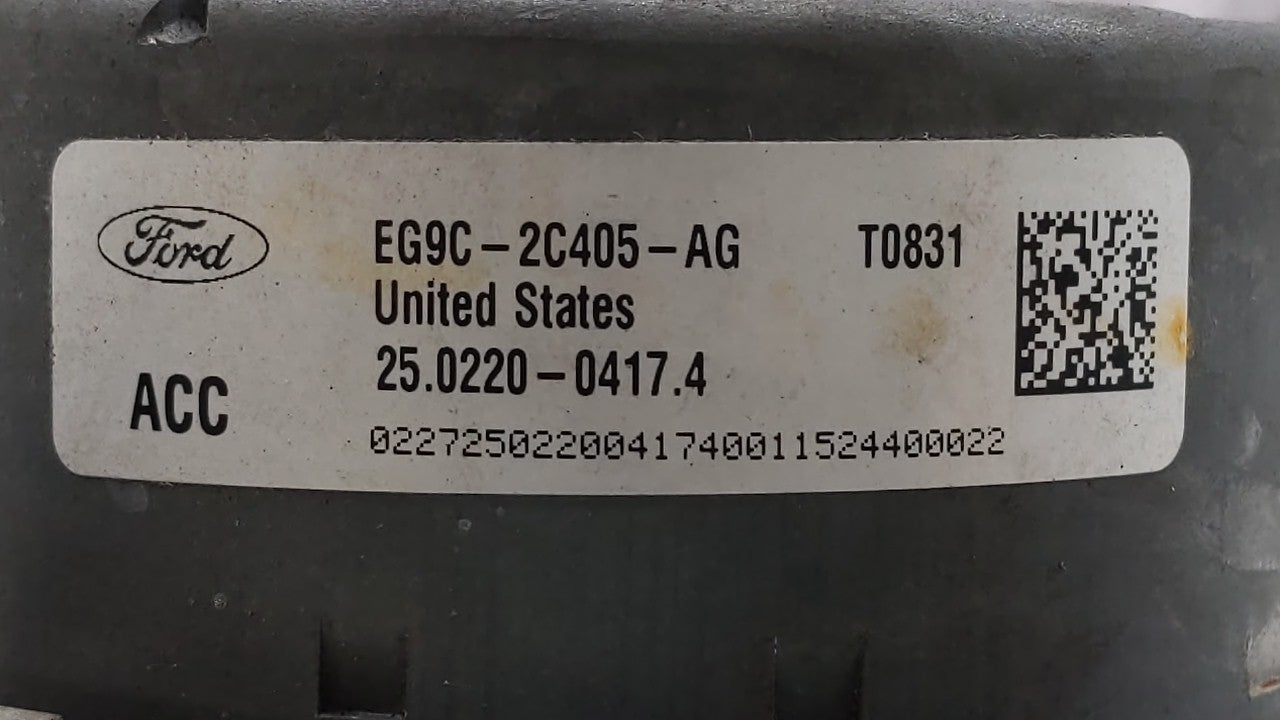 Ford
EG9C-2C405-AG T0831
United States
25.0220-0417.4
ACC
0227250220041740011524400022